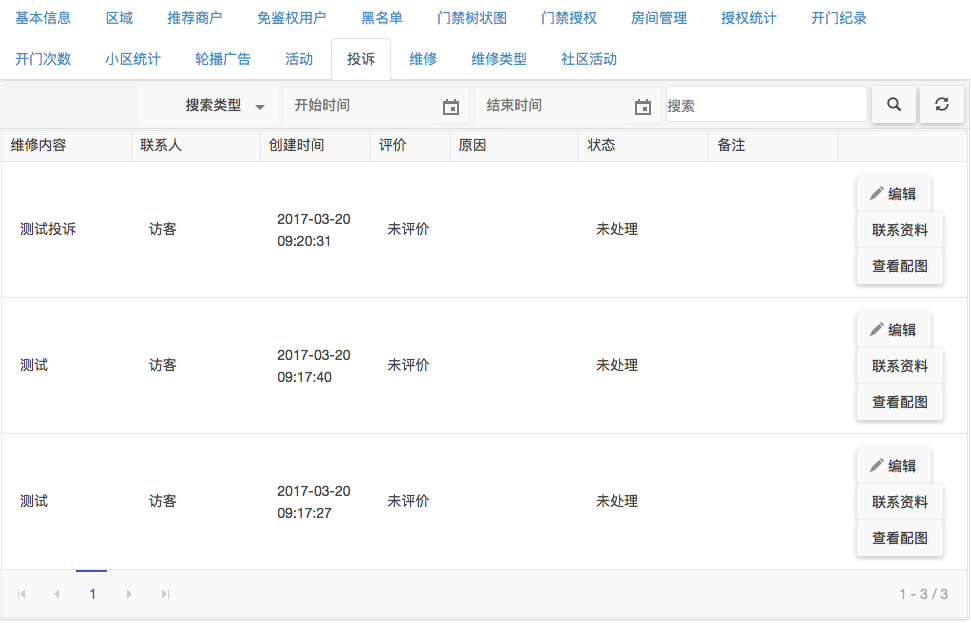 基本信息 区域 推荐商户 免鉴权用户 黑名单 门禁树状图 门禁授权 房间管理 授权统计 开门纪录
开门次数 小区统计 轮播广告 活动 投诉 维修 维修类型 社区活动
搜索类型 开始时间 结束时间 搜索
维修内容 联系人 创建时间 评价 原因 状态 备注
测试投诉 访客 2017-03-20 09:20:31 未评价 未处理
编辑
联系资料
查看配图
测试 访客 2017-03-20 09:17:40 未评价 未处理
编辑
联系资料
查看配图
测试 访客 2017-03-20 09:17:27 未评价 未处理
编辑
联系资料
查看配图
1 1 - 3 / 3